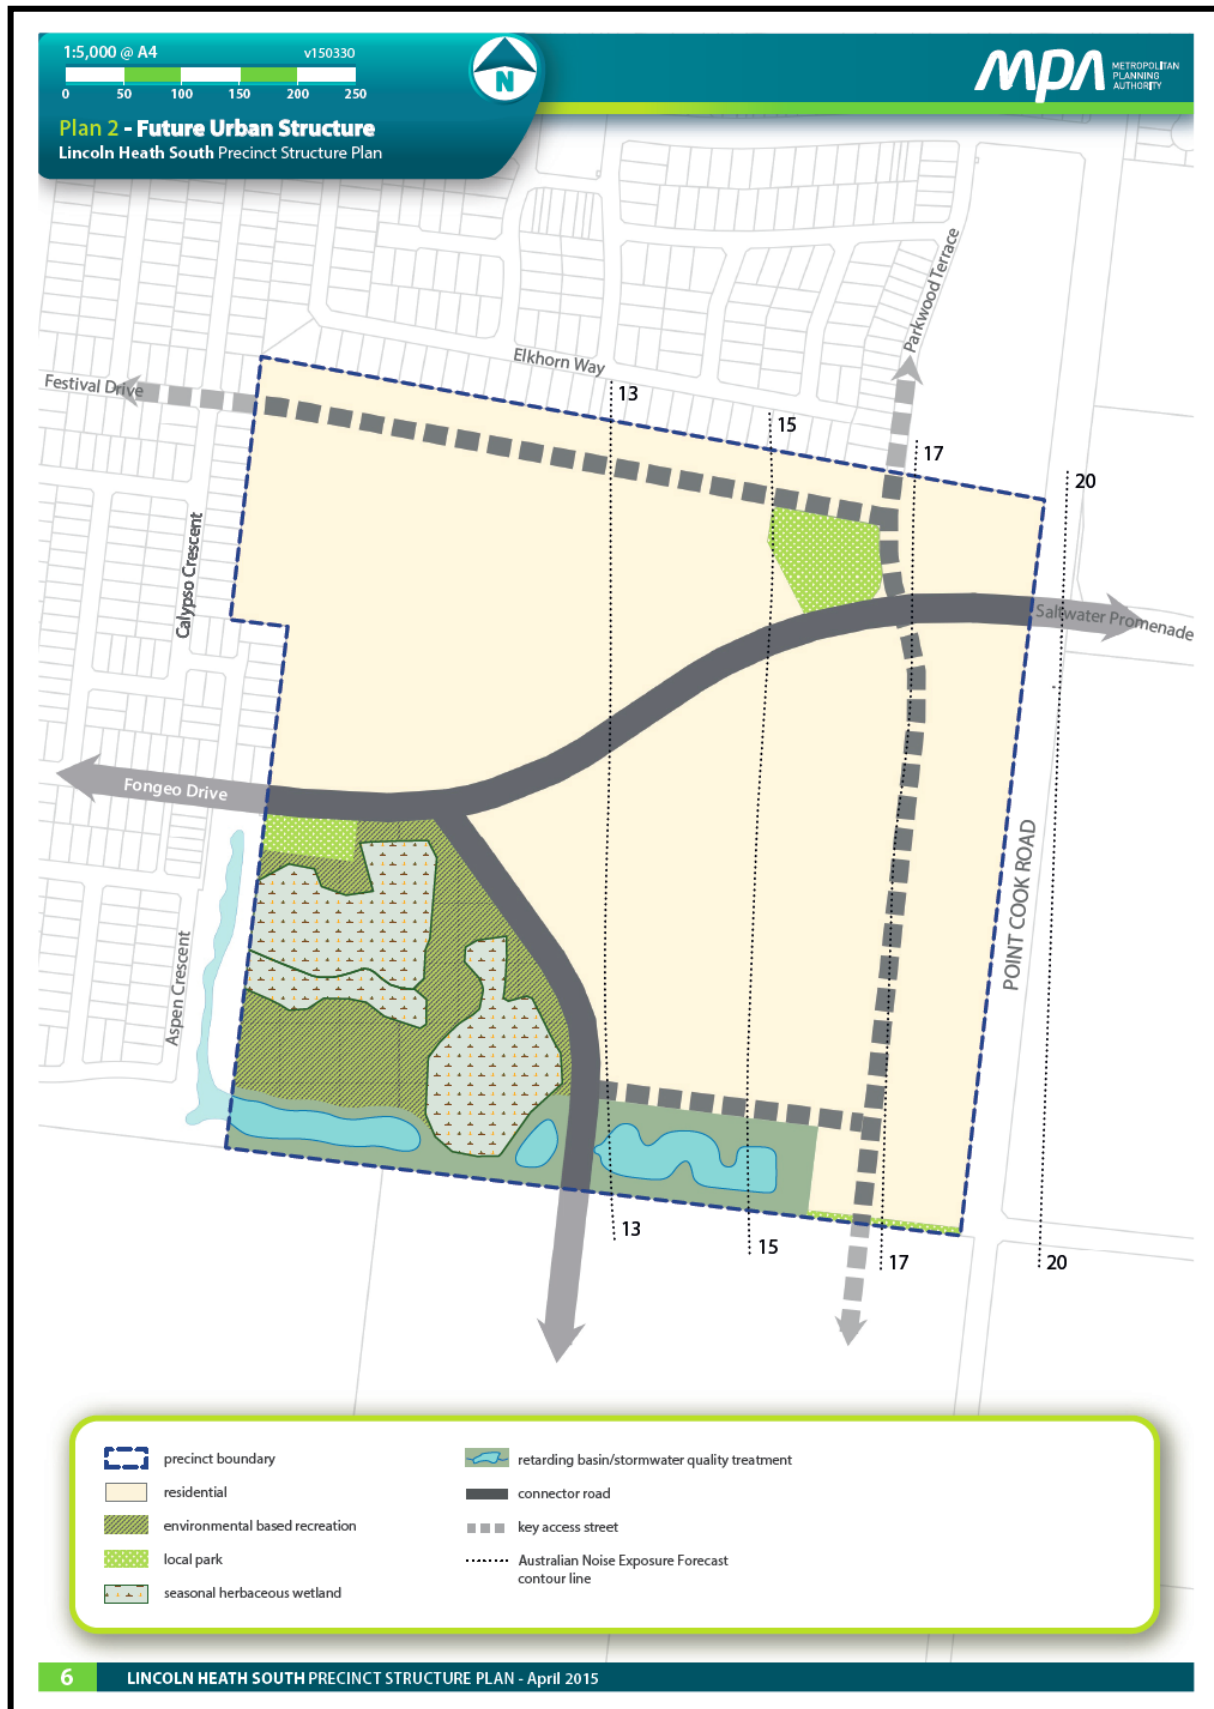 1:5,000 @ A4
v150330
0 50 100 150 200 250
N
Plan 2 - Future Urban Structure
Lincoln Heath South Precinct Structure Plan
MPA
METROPOLITAN
PLANNING
AUTHORITY
Parkwood Terrace
Elkhorn Way
Festival Drive
13
15
17
20
Calypso Crescent
Saltwater Promenade
Fongeo Drive
POINT COOK ROAD
Aspen Crescent
13
15
17
20
precinct boundary
residential
environmental based recreation
local park
seasonal herbaceous wetland
retarding basin/stormwater quality treatment
connector road
key access street
Australian Noise Exposure Forecast
contour line
6
LINCOLN HEATH SOUTH PRECINCT STRUCTURE PLAN - April 2015